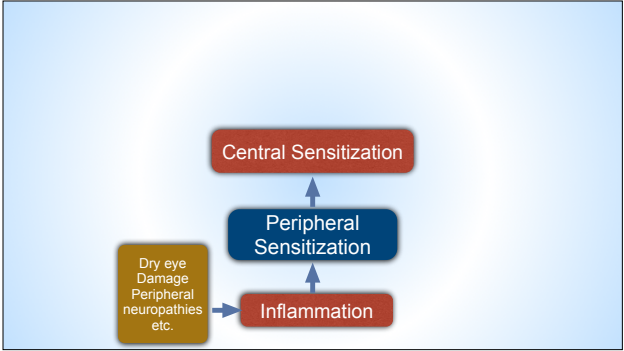 Central Sensitization
Peripheral
Sensitization
Dry eye
Damage
Peripheral
neuropathies
etc.
Inflammation